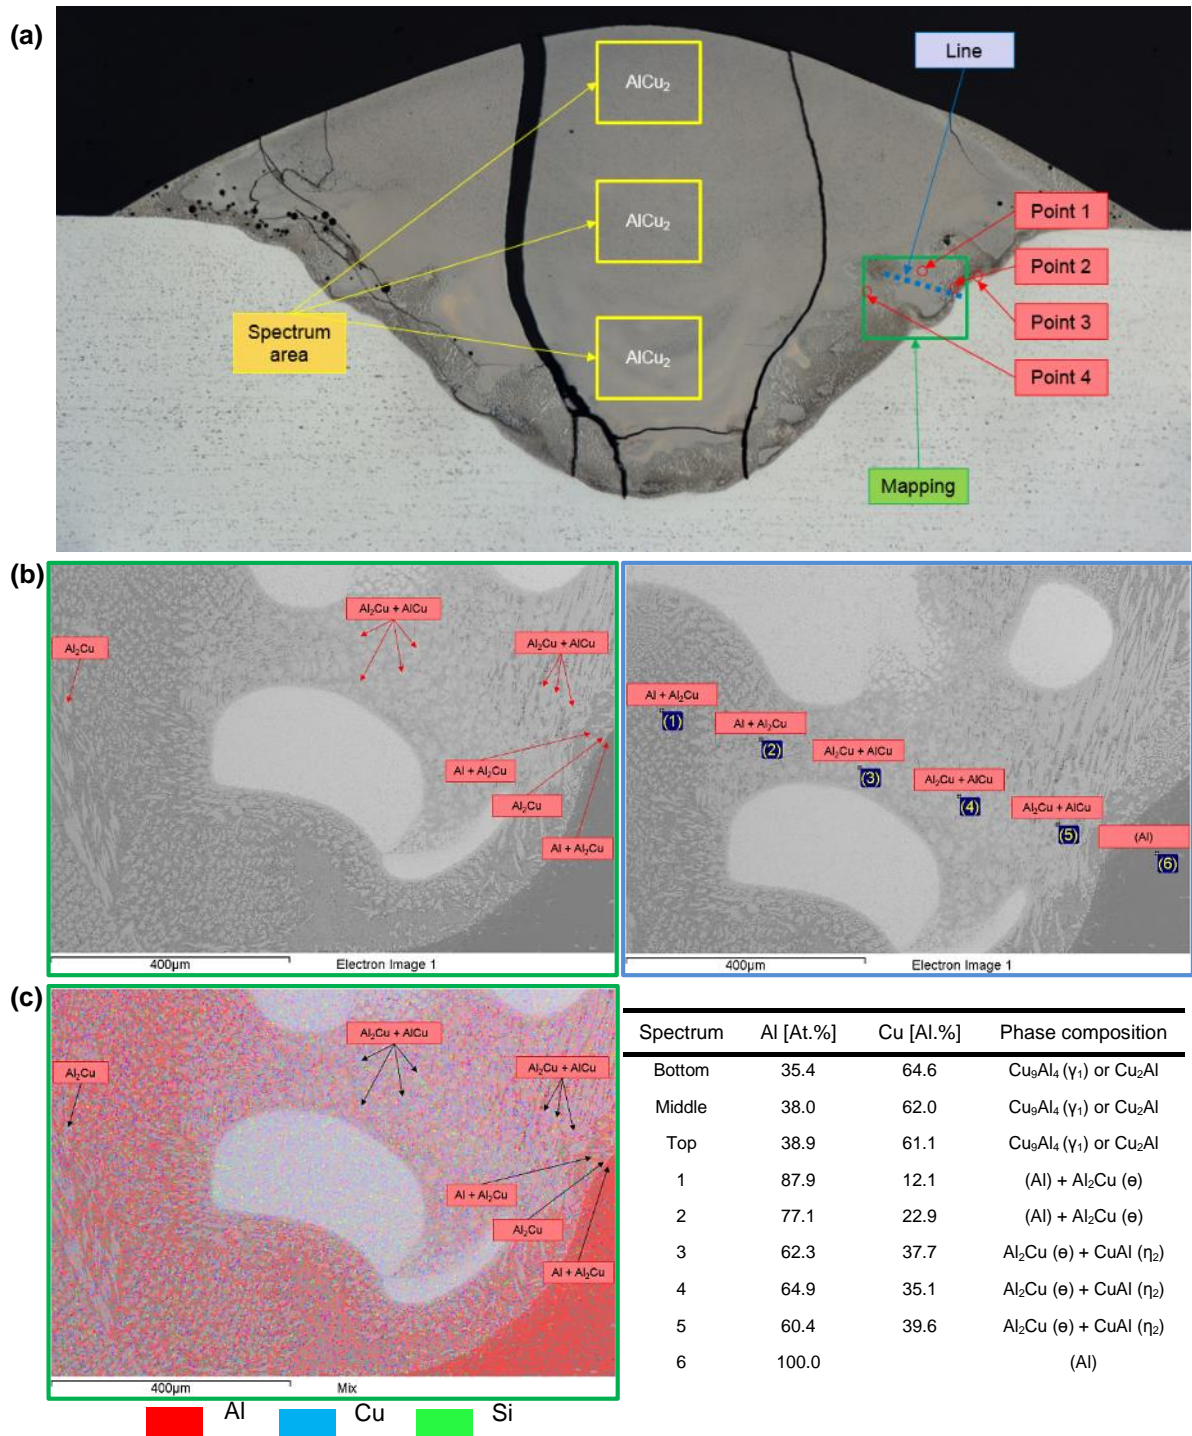 (a)
Line
AlCu₂
Point 1
AlCu₂
Point 2
Point 3
Spectrum
area
AlCu₂
Point 4
Mapping
(b)
Al₂Cu + AlCu
Al₂Cu + AlCu
Al₂Cu
Al + Al₂Cu
Al₂Cu
Al + Al₂Cu
400μm
Electron Image 1
Al + Al₂Cu
(1)
Al + Al₂Cu
(2)
Al₂Cu + AlCu
(3)
Al₂Cu + AlCu
(4)
Al₂Cu + AlCu
(5)
(Al)
(6)
400μm
Electron Image 1
(c)
Al₂Cu + AlCu
Al₂Cu + AlCu
Al₂Cu
Al + Al₂Cu
Al₂Cu
Al + Al₂Cu
400μm
Mix
Al
Cu
Si
Spectrum Al [At.%] Cu [Al.%] Phase composition
Bottom 35.4 64.6 Cu₉Al₄ (γ₁) or Cu₂Al
Middle 38.0 62.0 Cu₉Al₄ (γ₁) or Cu₂Al
Top 38.9 61.1 Cu₉Al₄ (γ₁) or Cu₂Al
1 87.9 12.1 (Al) + Al₂Cu (ɵ)
2 77.1 22.9 (Al) + Al₂Cu (ɵ)
3 62.3 37.7 Al₂Cu (ɵ) + CuAl (η₂)
4 64.9 35.1 Al₂Cu (ɵ) + CuAl (η₂)
5 60.4 39.6 Al₂Cu (ɵ) + CuAl (η₂)
6 100.0 (Al)